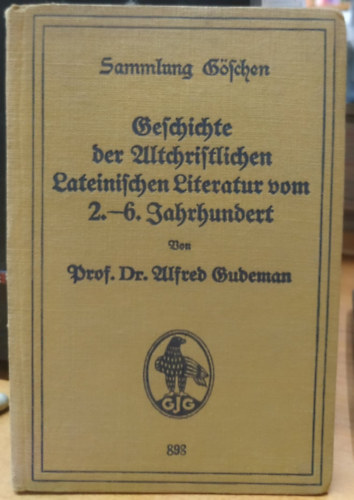 Sammlung Göschen
Geschichte
der Altchristlichen
Lateinischen Literatur vom
2.—6. Jahrhundert
Von
Prof. Dr. Alfred Gudeman
GJG
898